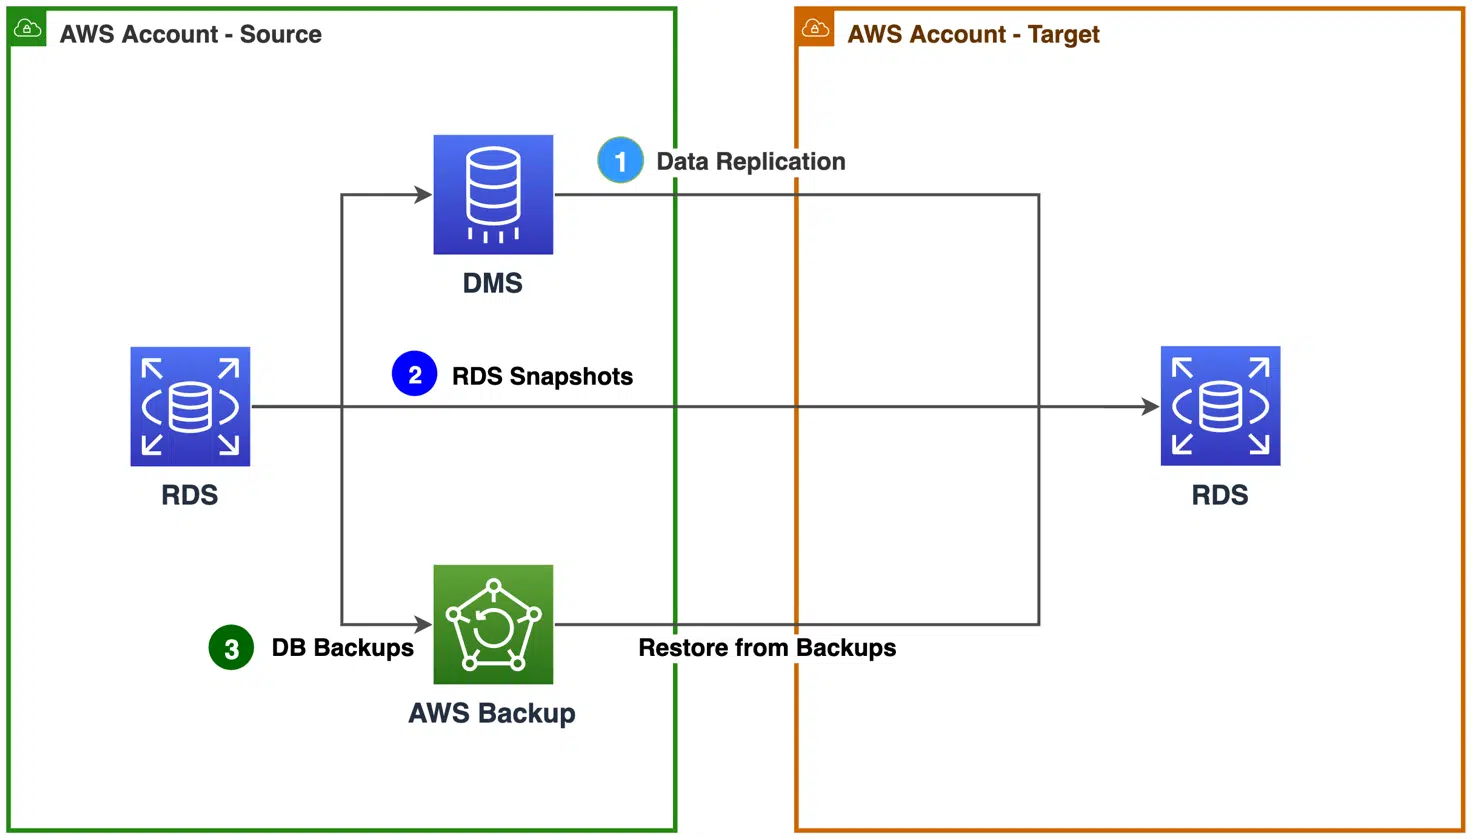 AWS Account - Source
AWS Account - Target
1 Data Replication
DMS
2 RDS Snapshots
RDS
RDS
3 DB Backups
Restore from Backups
AWS Backup